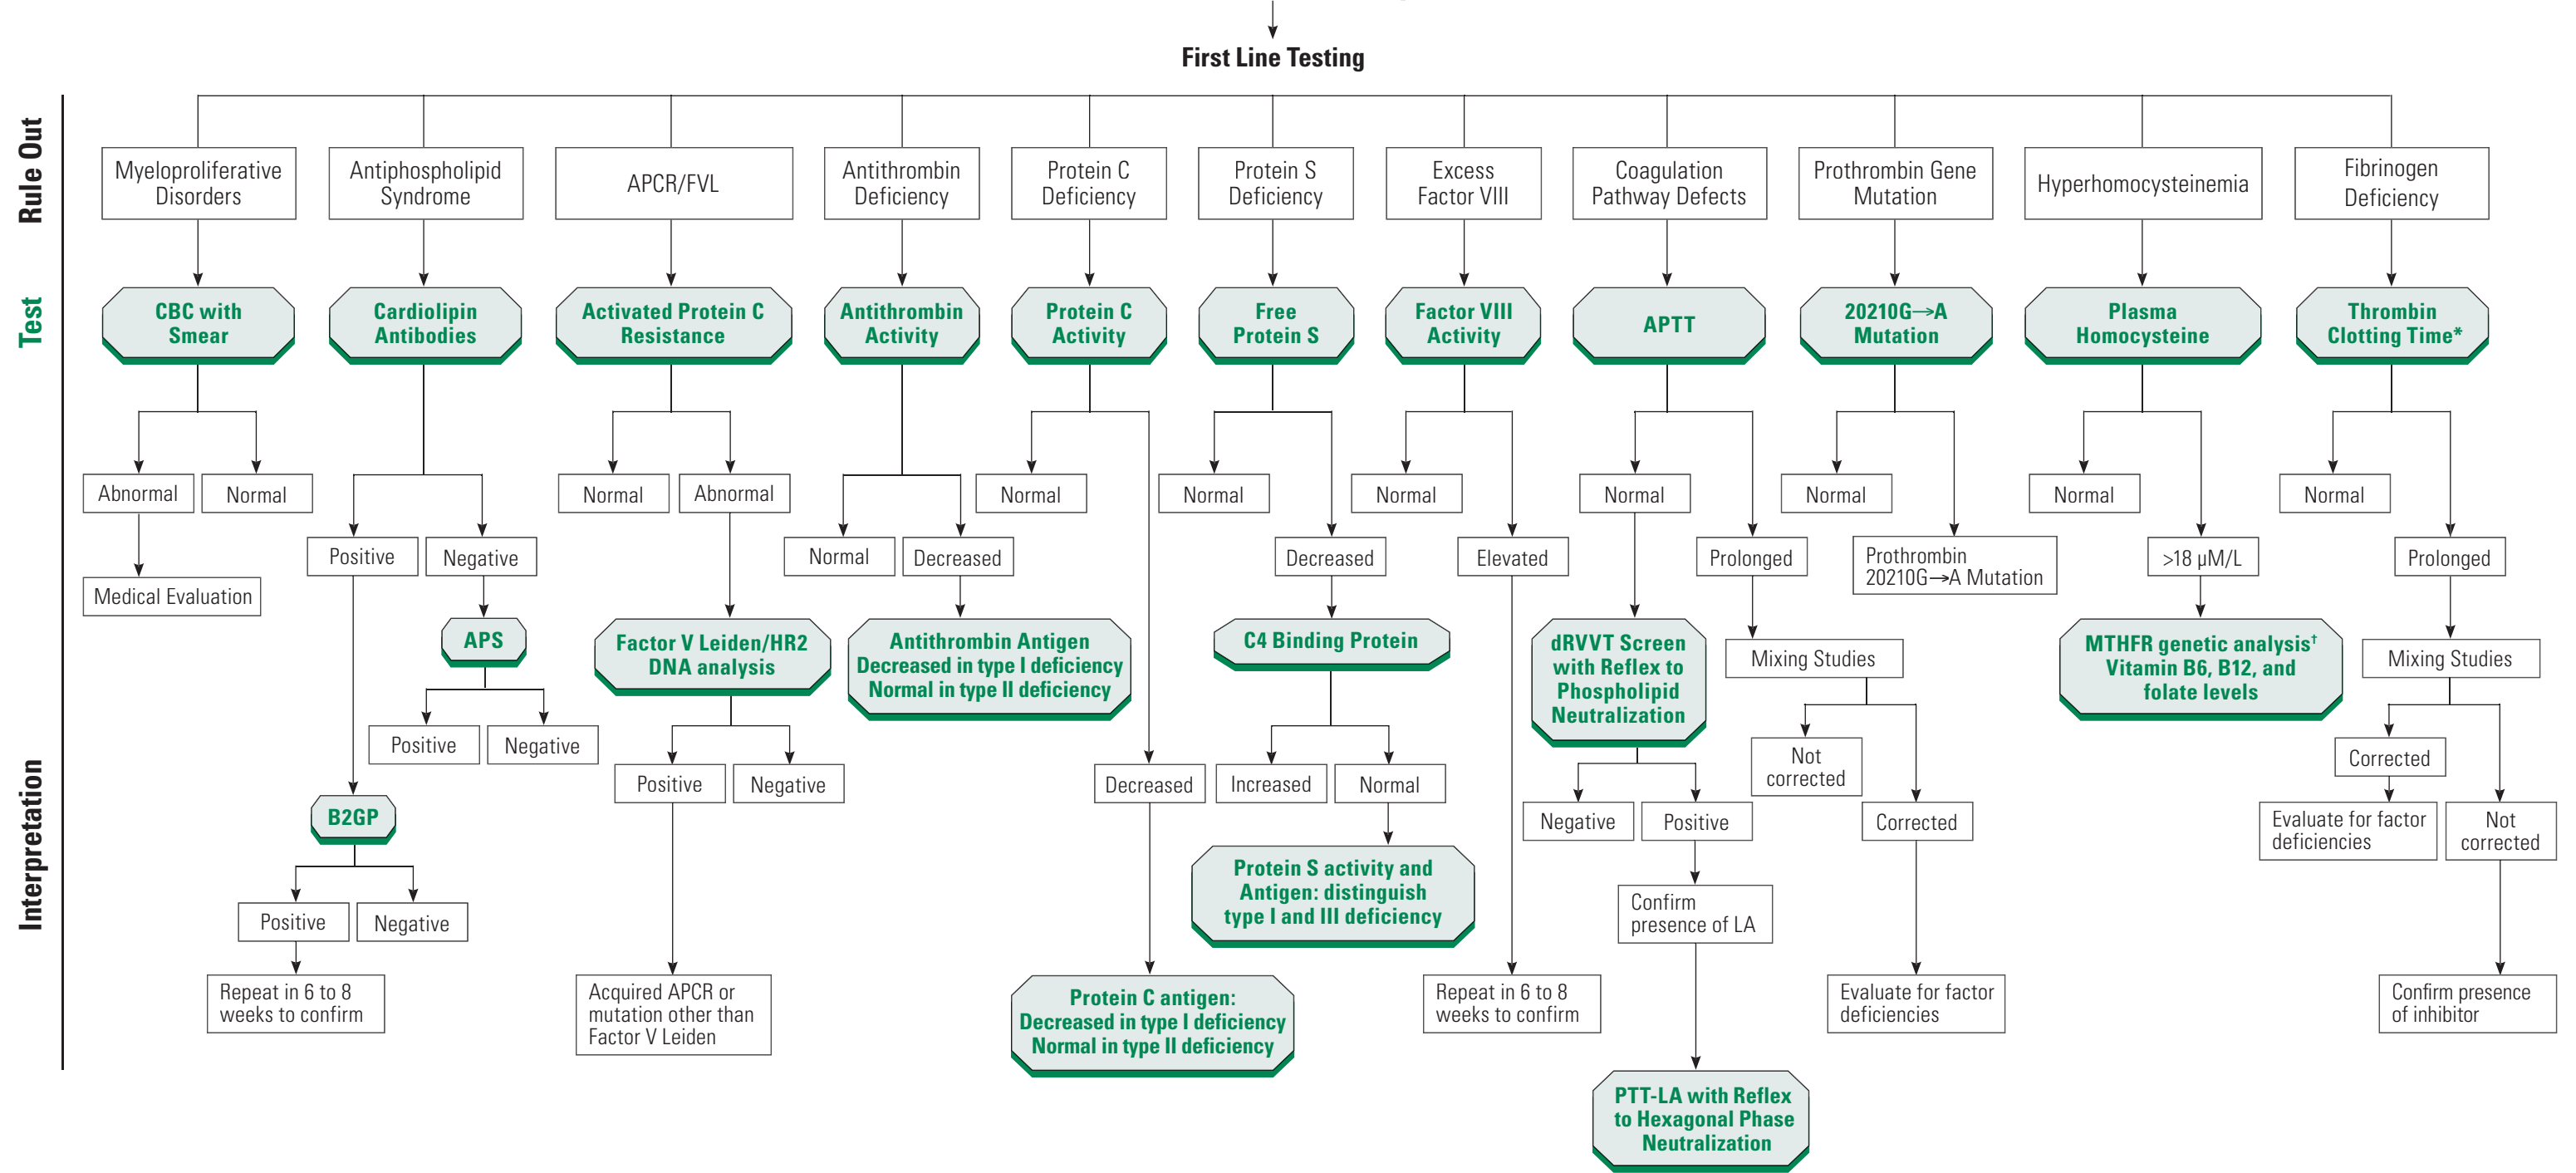 First Line Testing
Rule Out
Myeloproliferative
Disorders
Antiphospholipid
Syndrome
APCR/FVL
Antithrombin
Deficiency
Protein C
Deficiency
Protein S
Deficiency
Excess
Factor VIII
Coagulation
Pathway Defects
Prothrombin Gene
Mutation
Hyperhomocysteinemia
Fibrinogen
Deficiency
Test
CBC with
Smear
Cardiolipin
Antibodies
Activated Protein C
Resistance
Antithrombin
Activity
Protein C
Activity
Free
Protein S
Factor VIII
Activity
APTT
20210G→A
Mutation
Plasma
Homocysteine
Thrombin
Clotting Time*
Interpretation
Abnormal
Normal
Medical Evaluation
Positive
Negative
APS
Positive
Negative
B2GP
Positive
Negative
Repeat in 6 to 8
weeks to confirm
Normal
Abnormal
Factor V Leiden/HR2
DNA analysis
Positive
Negative
Acquired APCR or
mutation other than
Factor V Leiden
Normal
Decreased
Antithrombin Antigen
Decreased in type I deficiency
Normal in type II deficiency
Normal
Decreased
Protein C antigen:
Decreased in type I deficiency
Normal in type II deficiency
Normal
Decreased
C4 Binding Protein
Increased
Normal
Protein S activity and
Antigen: distinguish
type I and III deficiency
Normal
Elevated
Repeat in 6 to 8
weeks to confirm
Normal
Prolonged
dRVVT Screen
with Reflex to
Phospholipid
Neutralization
Negative
Positive
Confirm
presence of LA
PTT-LA with Reflex
to Hexagonal Phase
Neutralization
Mixing Studies
Not
corrected
Corrected
Evaluate for factor
deficiencies
Normal
Prothrombin
20210G→A Mutation
Normal
>18 µM/L
MTHFR genetic analysis†
Vitamin B6, B12, and
folate levels
Normal
Prolonged
Mixing Studies
Corrected
Evaluate for factor
deficiencies
Not
corrected
Confirm presence
of inhibitor